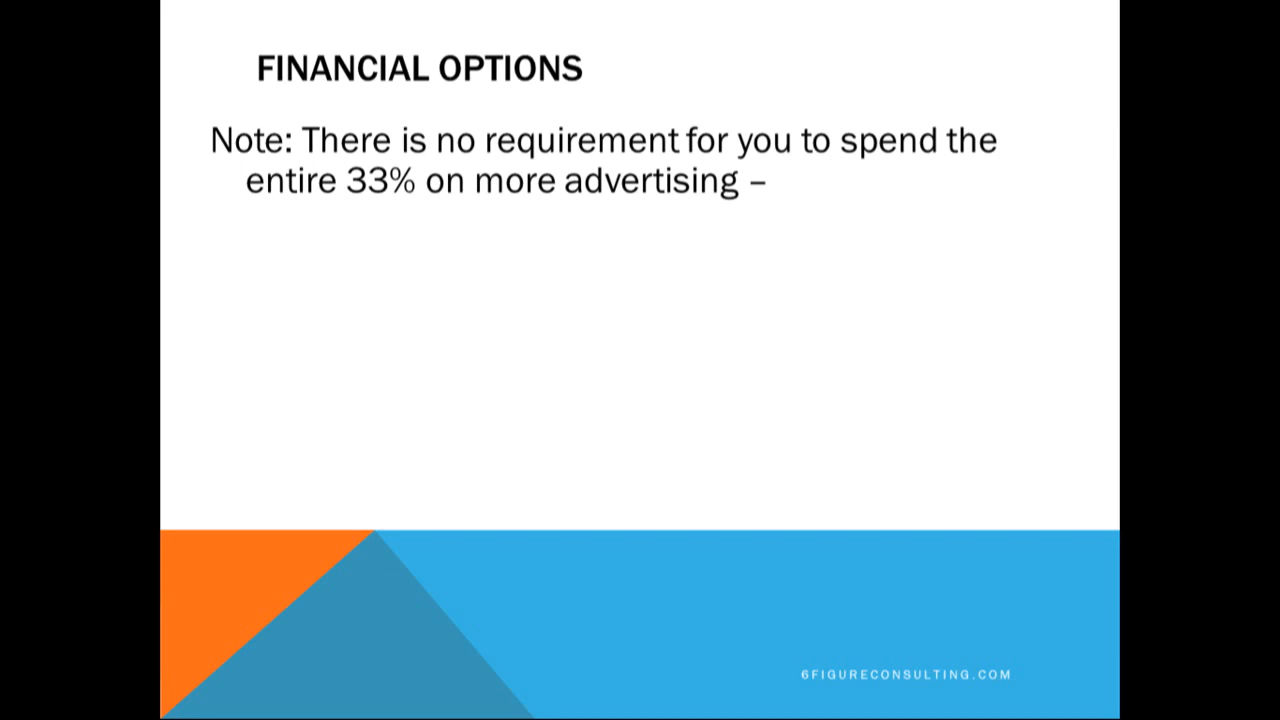 FINANCIAL OPTIONS
Note: There is no requirement for you to spend the
entire 33% on more advertising –
6FIGURECONSULTING.COM